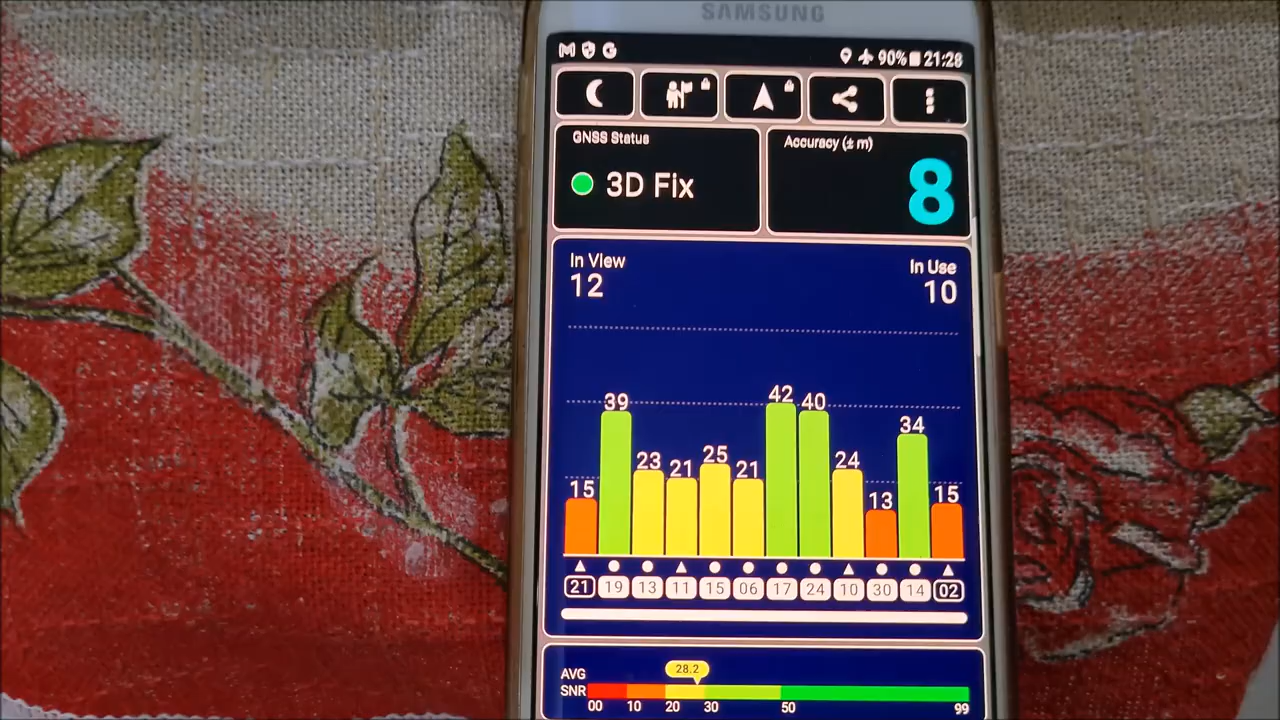 SAMSUNG
90% 21:28
GNSS Status
3D Fix
Accuracy (± m)
8
In View
12
In Use
10
15 39 23 21 25 21 42 40 24 13 34 15
21 19 13 11 15 06 17 24 10 30 14 02
28,2
AVG
SNR
00 10 20 30 50 99